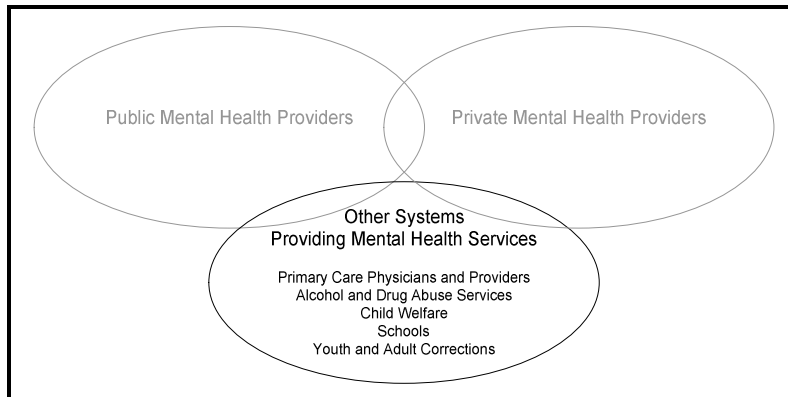 Public Mental Health Providers
Private Mental Health Providers
Other Systems
Providing Mental Health Services
Primary Care Physicians and Providers
Alcohol and Drug Abuse Services
Child Welfare
Schools
Youth and Adult Corrections